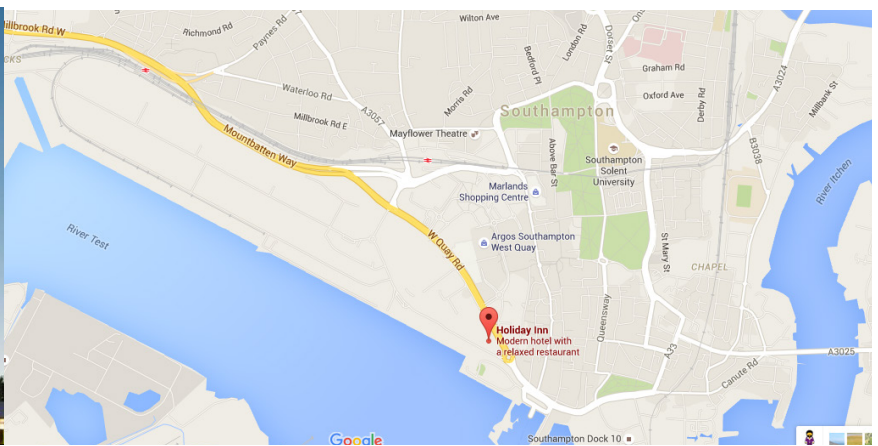 Millbrook Rd W
Richmond Rd
Paynes Rd
Wilton Ave
London Rd
Dorset St
Bedford Pl
Graham Rd
A3024
Oxford Ave
Derby Rd
Millbank St
Waterloo Rd
A3057
Morris Rd
Southampton
Millbrook Rd E
Mayflower Theatre
B3038
Mountbatten Way
Above Bar St
Southampton
Solent
University
River Itchen
Marlands
Shopping Centre
River Test
W Quay Rd
Argos Southampton
West Quay
St Mary St
CHAPEL
Queensway
Holiday Inn
Modern hotel with
a relaxed restaurant
A33
A3025
Canute Rd
Google
Southampton Dock 10